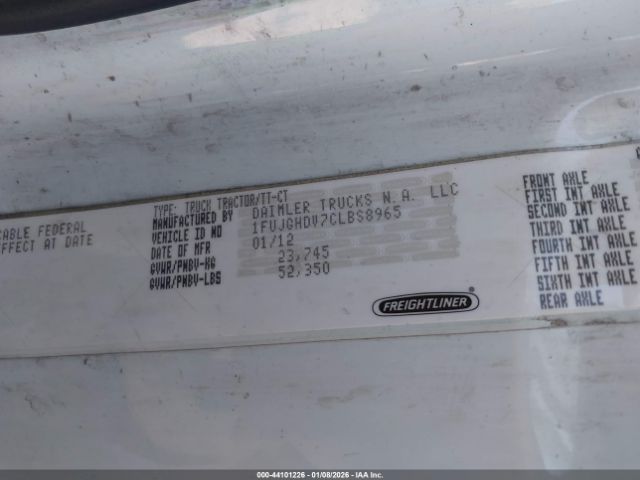 CABLE FEDERAL
EFFECT AT DATE
TYPE: TRUCK TRACTOR/TT-CT
MANUFACTURED BY DAIMLER TRUCKS N.A. LLC
VEHICLE ID NO 1FUJGHDV7CLBS8965
DATE OF MFR 01/12
GVWR/PNBV-KG 23,745
GVWR/PNBV-LBS 52,350
FREIGHTLINER
FRONT AXLE
FIRST INT AXLE
SECOND INT AXLE
THIRD INT AXLE
FOURTH INT AXLE
FIFTH INT AXLE
SIXTH INT AXLE
REAR AXLE
000-44101226 - 01/08/2026 - IAA Inc.